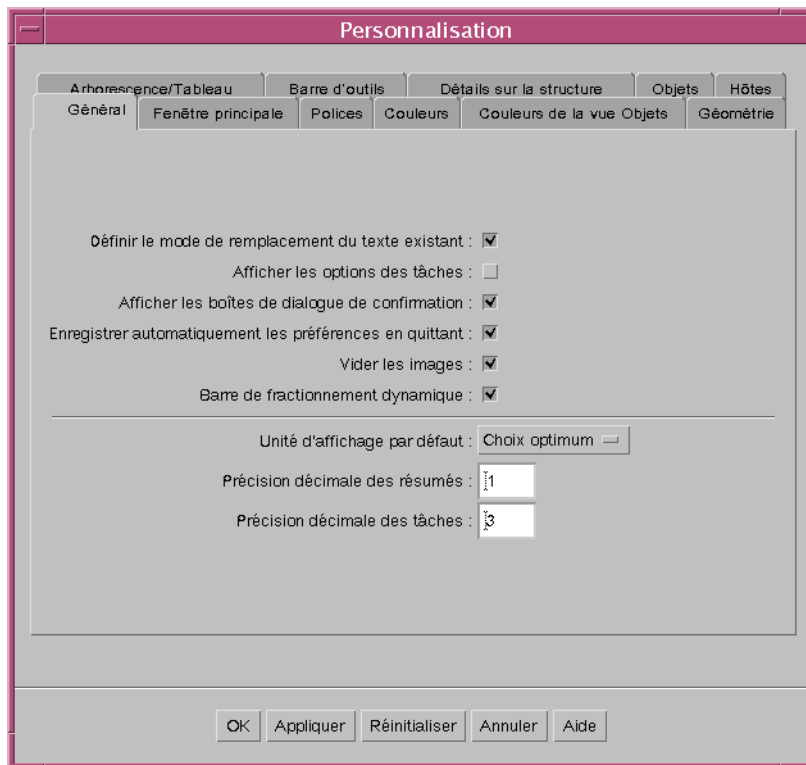 Personnalisation
Arborescence/Tableau Barre d'outils Détails sur la structure Objets Hôtes
Général Fenêtre principale Polices Couleurs Couleurs de la vue Objets Géométrie
Définir le mode de remplacement du texte existant :
Afficher les options des tâches :
Afficher les boîtes de dialogue de confirmation :
Enregistrer automatiquement les préférences en quittant :
Vider les images :
Barre de fractionnement dynamique :
Unité d'affichage par défaut : Choix optimum
Précision décimale des résumés : 1
Précision décimale des tâches : 3
OK Appliquer Réinitialiser Annuler Aide